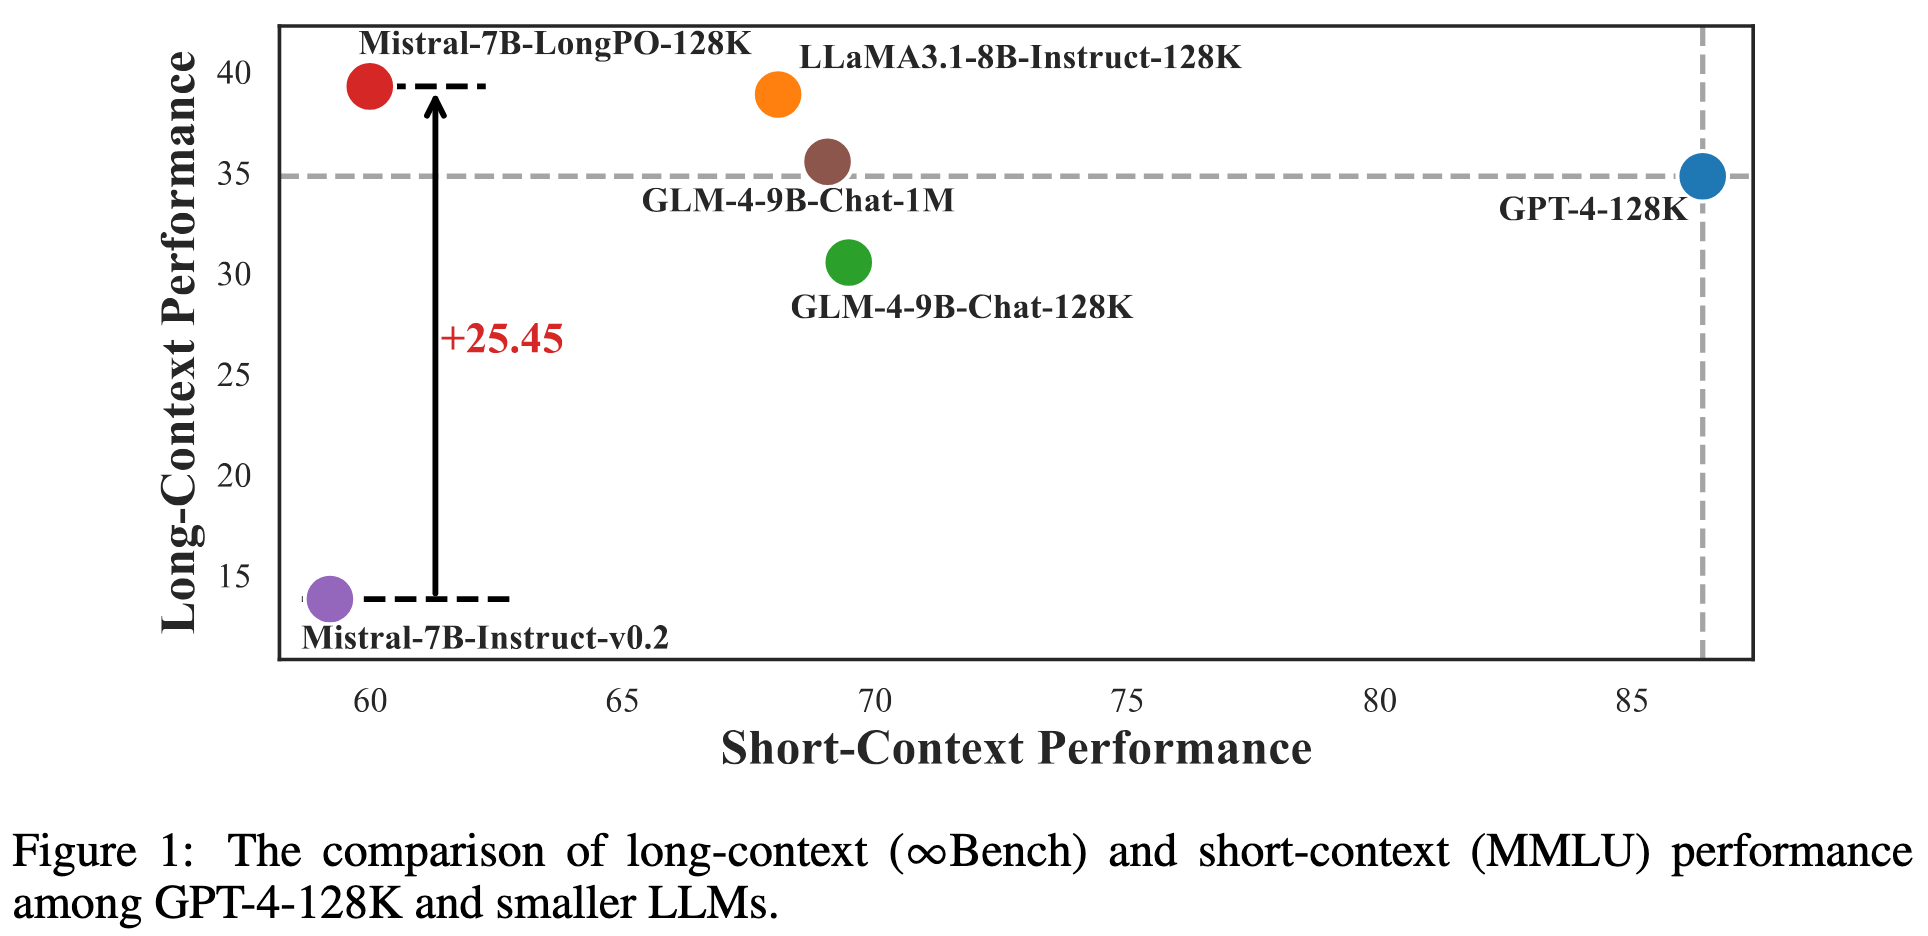 Mistral-7B-LongPO-128K
LLaMA3.1-8B-Instruct-128K
GLM-4-9B-Chat-1M
GPT-4-128K
GLM-4-9B-Chat-128K
+25.45
Mistral-7B-Instruct-v0.2
Long-Context Performance
40
35
30
25
20
15
60 65 70 75 80 85
Short-Context Performance
Figure 1: The comparison of long-context (∞Bench) and short-context (MMLU) performance
among GPT-4-128K and smaller LLMs.